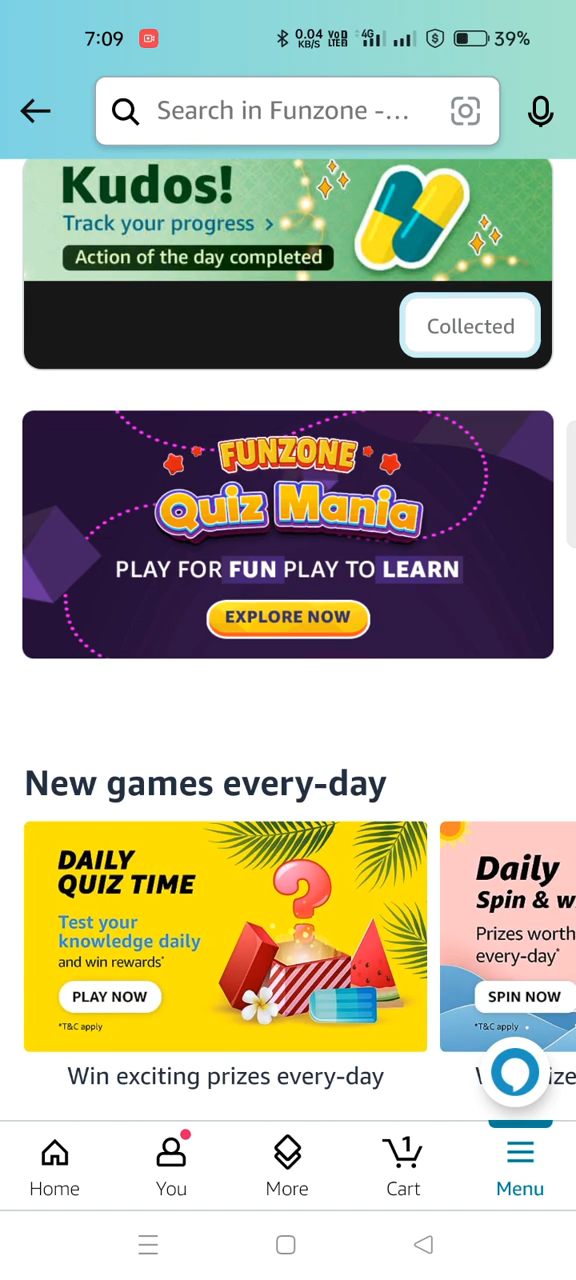 7:09
0.04 KB/S
VoD LTE
4G
39%
Search in Funzone -...
Kudos!
Track your progress >
Action of the day completed
Collected
FUNZONE
Quiz Mania
PLAY FOR FUN PLAY TO LEARN
EXPLORE NOW
New games every-day
DAILY
QUIZ TIME
Test your
knowledge daily
and win rewards*
PLAY NOW
*T&C apply
Daily
Spin & w
Prizes worth
every-day*
SPIN NOW
*T&C apply
Win exciting prizes every-day
1
Home
You
More
Cart
Menu